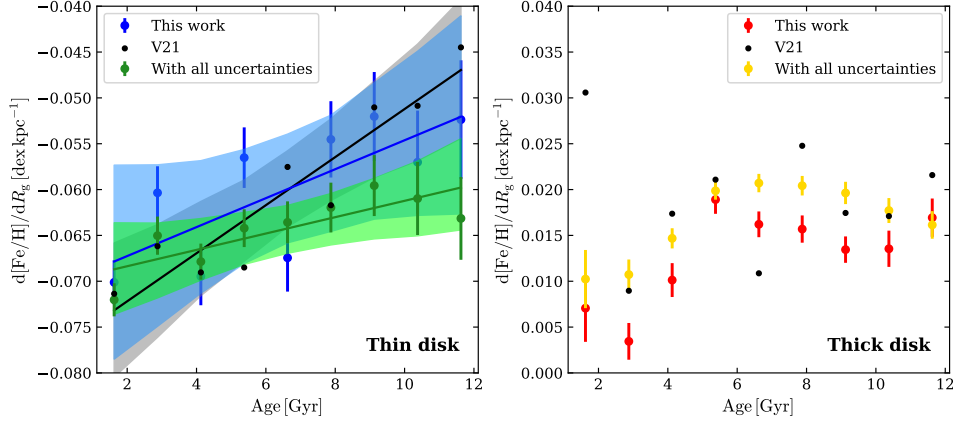 This work
V21
With all uncertainties
−0.040
−0.045
−0.050
−0.055
−0.060
−0.065
−0.070
−0.075
−0.080
d[Fe/H]/dRg [dex kpc−1]
2
4
6
8
10
12
Age [Gyr]
Thin disk
This work
V21
With all uncertainties
0.040
0.035
0.030
0.025
0.020
0.015
0.010
0.005
0.000
d[Fe/H]/dRg [dex kpc−1]
2
4
6
8
10
12
Age [Gyr]
Thick disk